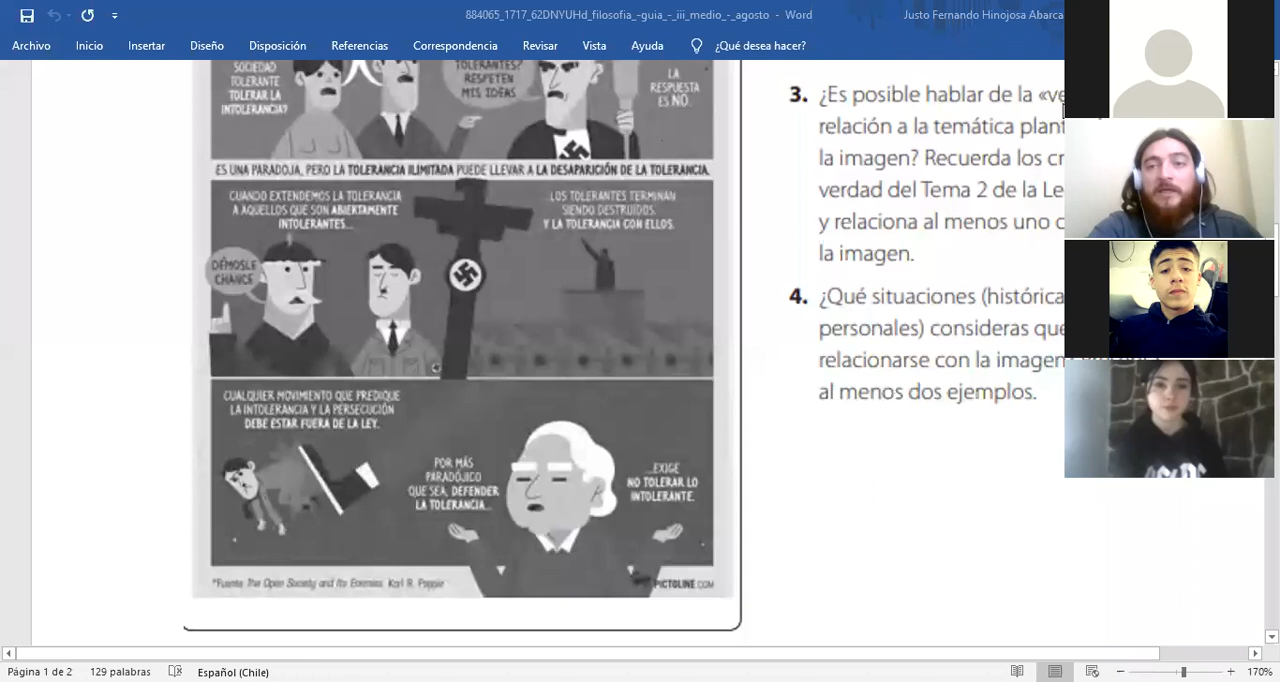 884065_1717_62DNYUHd_filosofia_-guia_-_iii_medio_-_agosto - Word
Justo Fernando Hinojosa Abarca
Archivo Inicio Insertar Diseño Disposición Referencias Correspondencia Revisar Vista Ayuda ¿Qué desea hacer?
SOCIEDAD
TOLERANTE
TOLERAR LA
INTOLERANCIA?
TOLERANTES?
RESPETEN
MIS IDEAS
LA
RESPUESTA
ES NO.
ES UNA PARADOJA, PERO LA TOLERANCIA ILIMITADA PUEDE LLEVAR A LA DESAPARICIÓN DE LA TOLERANCIA.
CUANDO EXTENDEMOS LA TOLERANCIA
A AQUELLOS QUE SON ABIERTAMENTE
INTOLERANTES...
DÉMOSLE
CHANCE
...LOS TOLERANTES TERMINAN
SIENDO DESTRUIDOS.
Y LA TOLERANCIA CON ELLOS.
CUALQUIER MOVIMIENTO QUE PREDIQUE
LA INTOLERANCIA Y LA PERSECUCIÓN
DEBE ESTAR FUERA DE LA LEY.
POR MÁS
PARADÓJICO
QUE SEA, DEFENDER
LA TOLERANCIA...
...EXIGE
NO TOLERAR LO
INTOLERANTE.
*Fuente: The Open Society and Its Enemies. Karl R. Popper
PICTOLINE.COM
3. ¿Es posible hablar de la «ve
relación a la temática plant
la imagen? Recuerda los cr
verdad del Tema 2 de la Le
y relaciona al menos uno c
la imagen.
4. ¿Qué situaciones (histórica
personales) consideras que
relacionarse con la imagen
al menos dos ejemplos.
Página 1 de 2 129 palabras Español (Chile) 170%